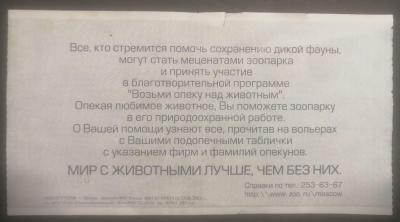 Все, кто стремится помочь сохранению дикой фауны,
могут стать меценатами зоопарка
и принять участие
в благотворительной программе
"Возьми опеку над животным".
Опекая любимое животное, Вы поможете зоопарку
в его природоохранной работе.
О Вашей помощи узнают все, прочитав на вольерах
с Вашими подопечными таблички
с указанием фирм и фамилий опекунов.
МИР С ЖИВОТНЫМИ ЛУЧШЕ, ЧЕМ БЕЗ НИХ.
Справки по тел.: 253-63-67
http:\\www.zoo.ru\moscow